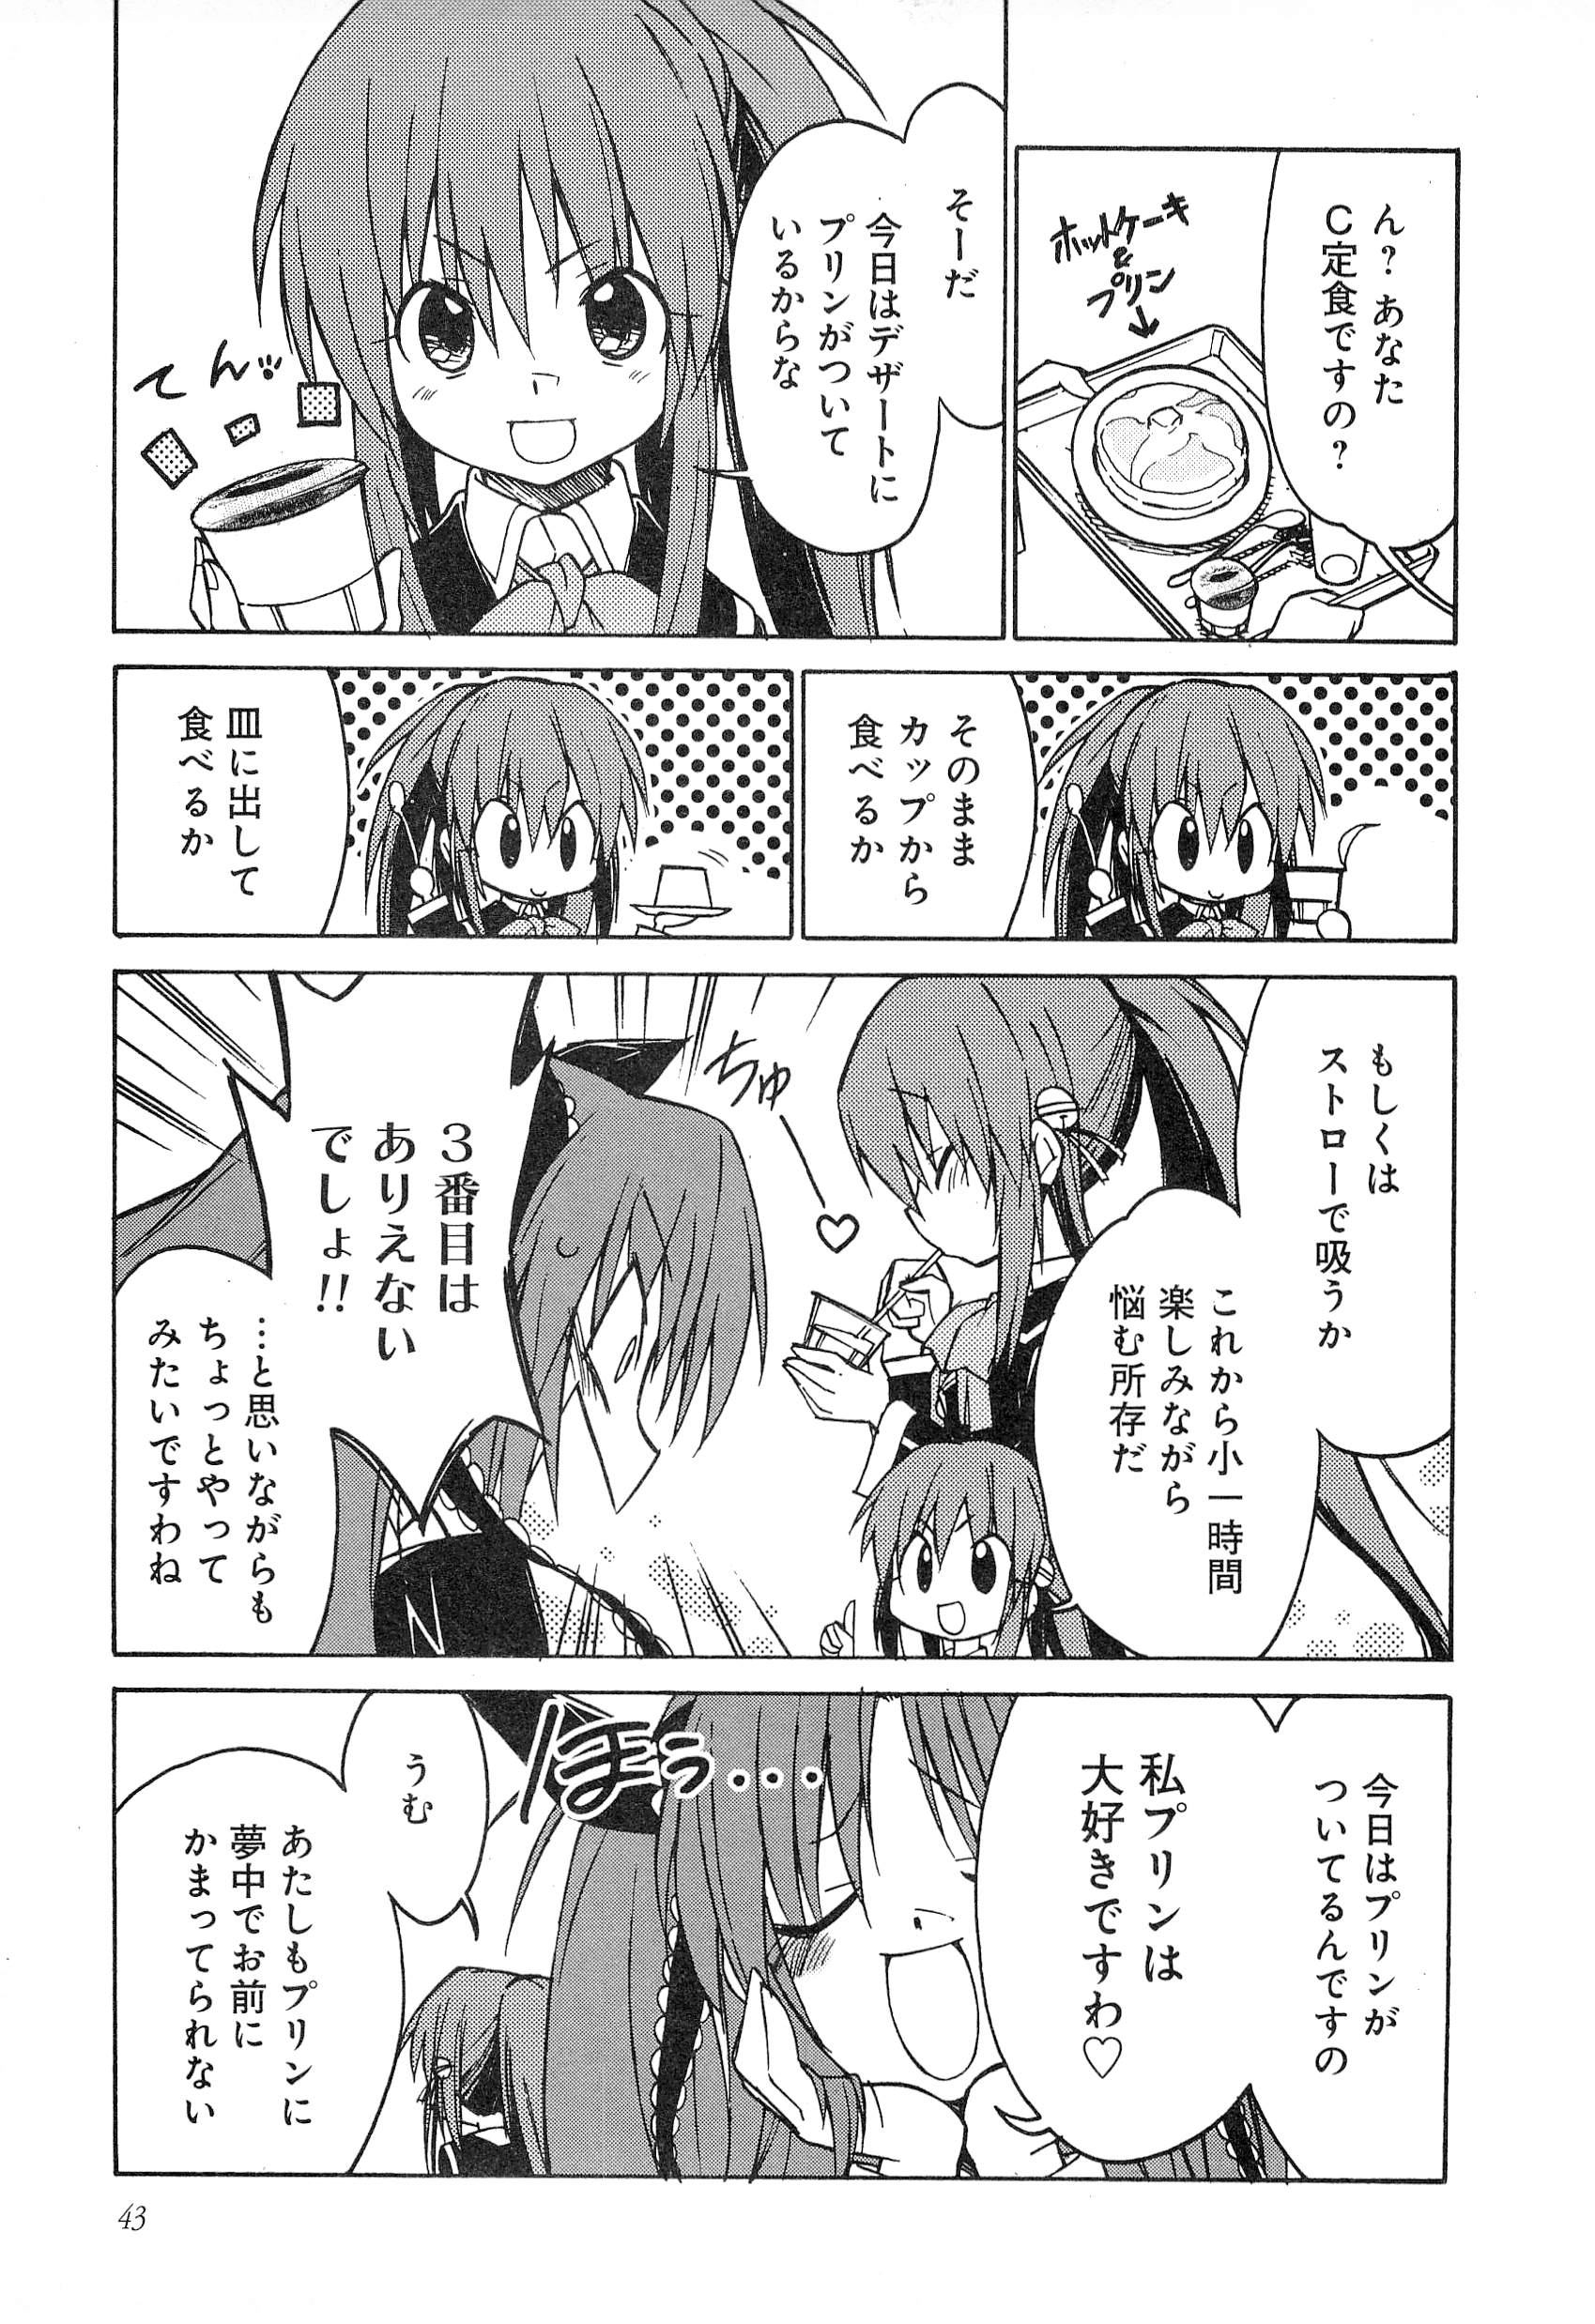 ん？あなた
C定食ですの？
ホットケーキ
&
プリン
そーだ
今日はデザートに
プリンがついて
いるからな
てんッ
そのまま
カップから
食べるか
皿に出して
食べるか
もしくは
ストローで吸うか
これから小一時間
楽しみながら
悩む所存だ
ちゅ
♡
3番目は
ありえない
でしょ!!
…と思いながらも
ちょっとやって
みたいですわね
今日はプリンが
ついてるんですの
私プリンは
大好きですわ♡
ほぅ...
うむ
あたしもプリンに
夢中でお前に
かまってられない
43